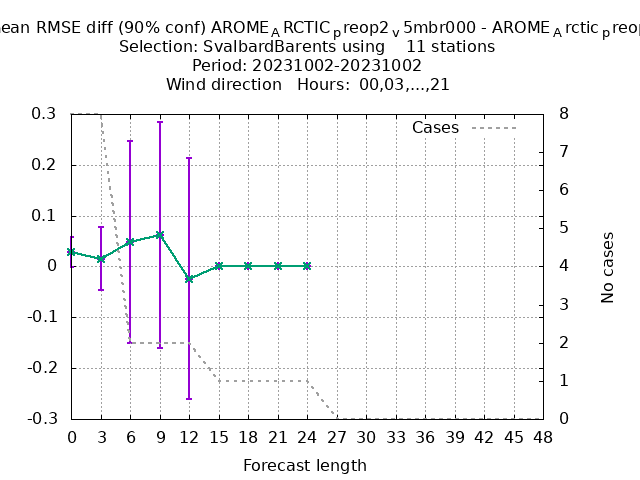 ean RMSE diff (90% conf) AROME_ARCTIC_preop2_v5mbr000 - AROME_Arctic_preop
Selection: SvalbardBarents using 11 stations
Period: 20231002-20231002
Wind direction Hours: 00,03,...,21
Cases
0.3
0.2
0.1
0
-0.1
-0.2
-0.3
8
7
6
5
4
3
2
1
0
No cases
0 3 6 9 12 15 18 21 24 27 30 33 36 39 42 45 48
Forecast length